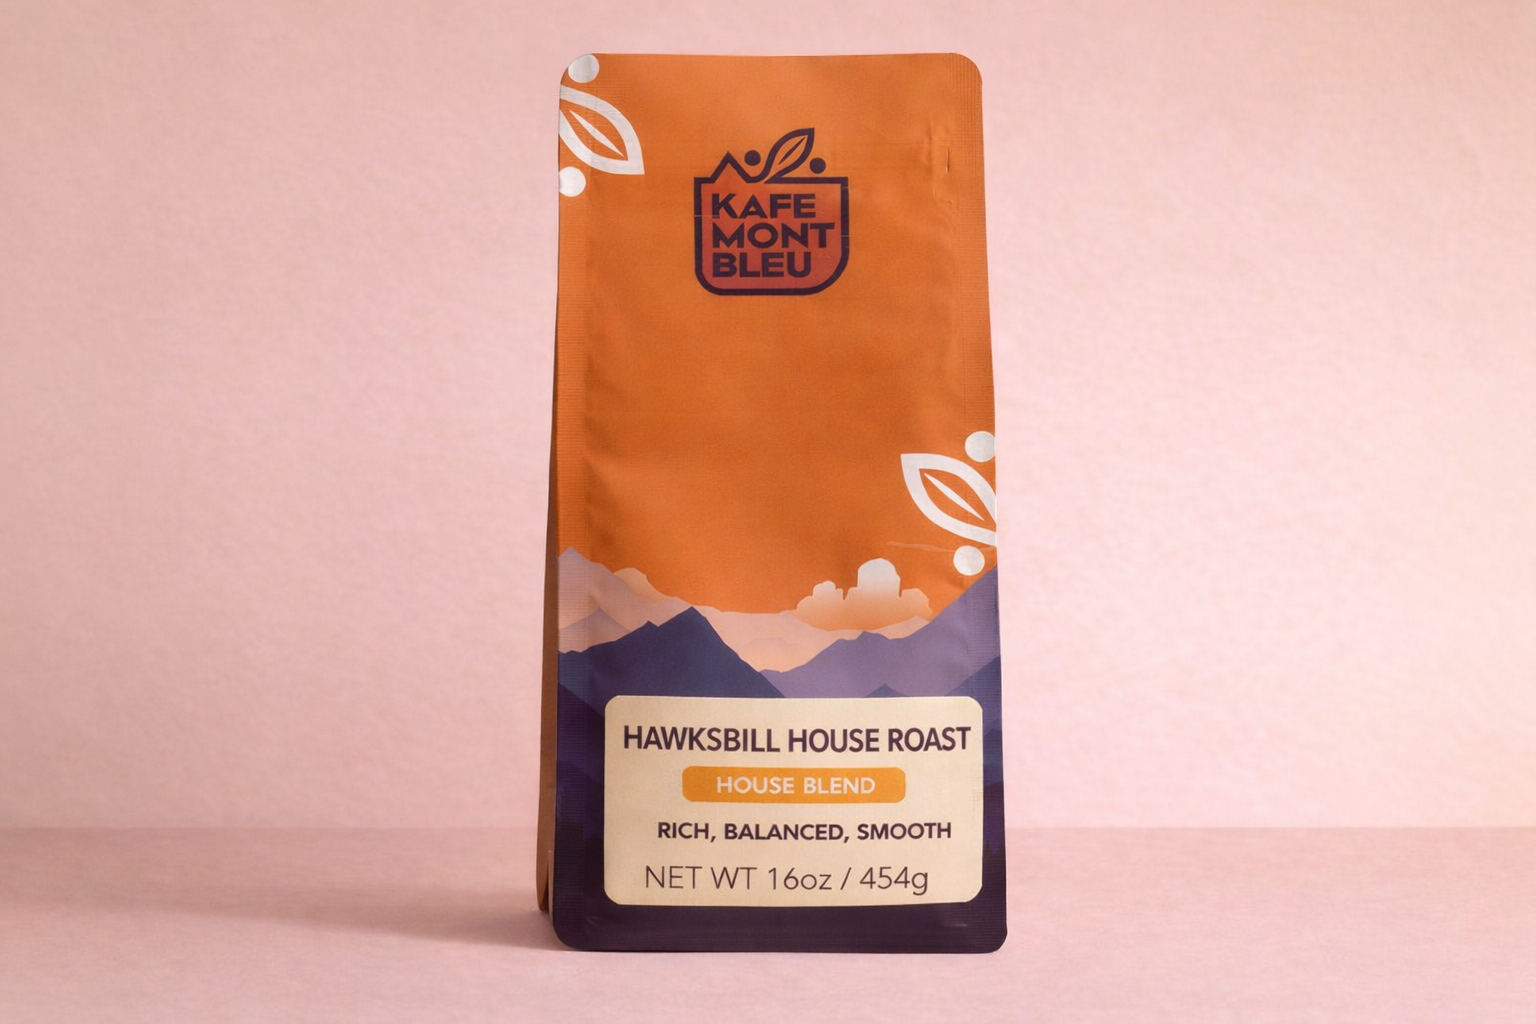 KAFE
MONT
BLEU
HAWKSBILL HOUSE ROAST
HOUSE BLEND
RICH, BALANCED, SMOOTH
NET WT 16oz / 454g